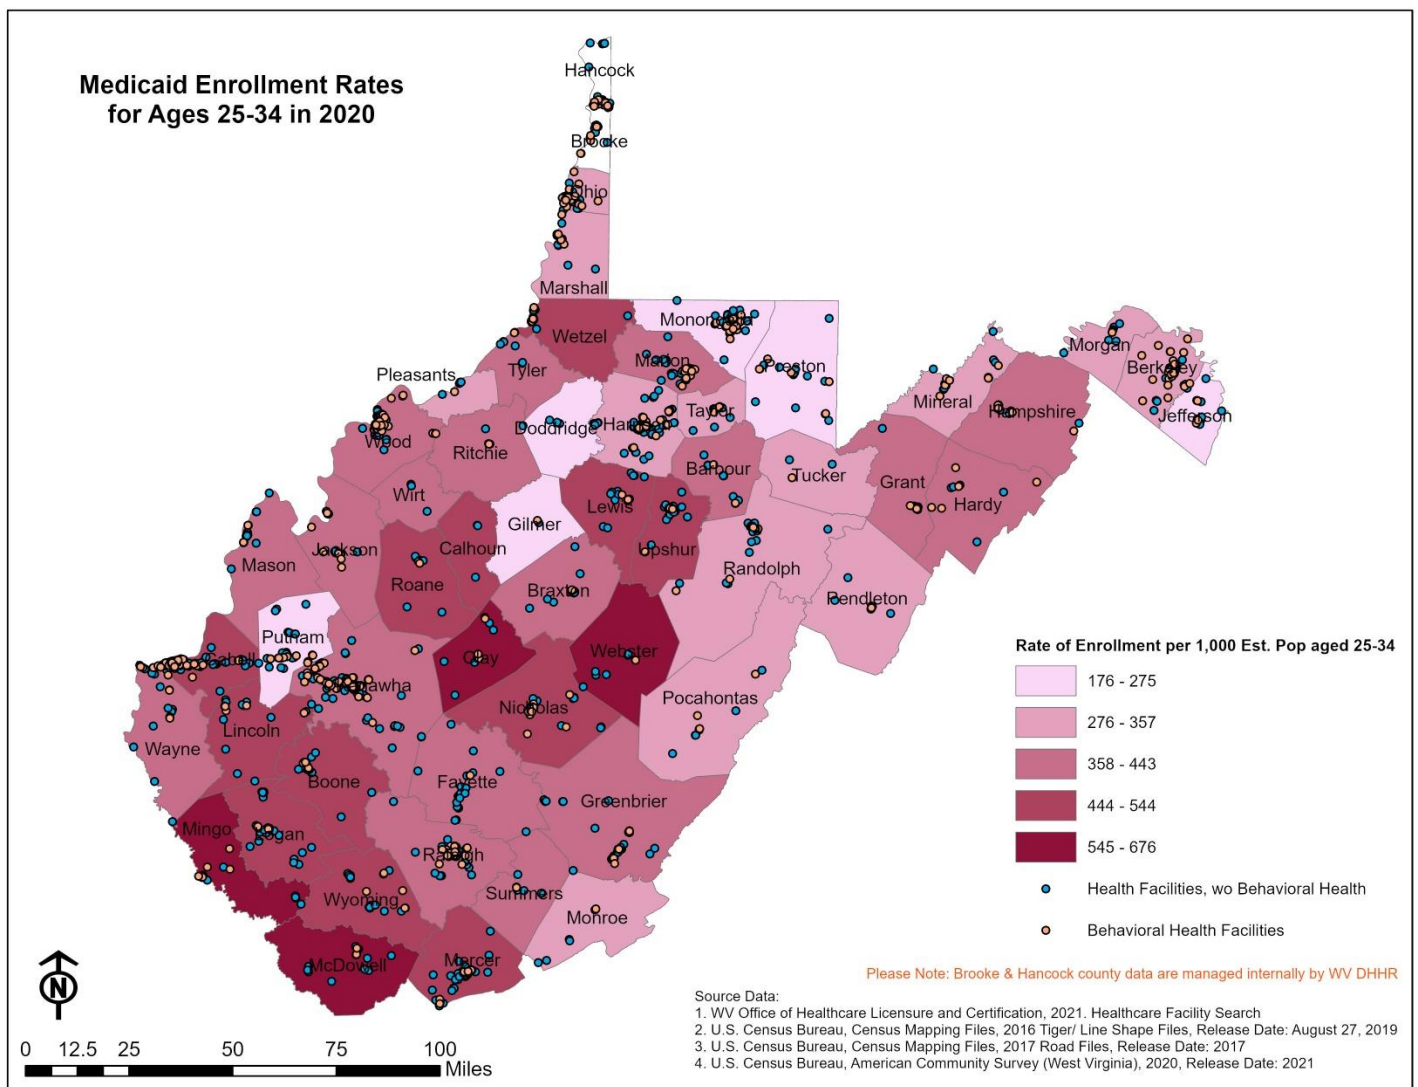 Medicaid Enrollment Rates
for Ages 25-34 in 2020
Hancock
Brooke
Ohio
Marshall
Wetzel
Monongalia
Marion
Preston
Tyler
Pleasants
Morgan
Berkeley
Jefferson
Mineral
Hampshire
Taylor
Doddridge
Harrison
Wood
Ritchie
Barbour
Tucker
Grant
Hardy
Wirt
Lewis
Gilmer
Upshur
Calhoun
Jackson
Mason
Roane
Braxton
Randolph
Pendleton
Putnam
Cabell
Clay
Webster
Kanawha
Nicholas
Pocahontas
Lincoln
Wayne
Boone
Fayette
Greenbrier
Mingo
Logan
Raleigh
Wyoming
Summers
Monroe
McDowell
Mercer
Rate of Enrollment per 1,000 Est. Pop aged 25-34
176 - 275
276 - 357
358 - 443
444 - 544
545 - 676
Health Facilities, wo Behavioral Health
Behavioral Health Facilities
Please Note: Brooke & Hancock county data are managed internally by WV DHHR
Source Data:
1. WV Office of Healthcare Licensure and Certification, 2021. Healthcare Facility Search
2. U.S. Census Bureau, Census Mapping Files, 2016 Tiger/ Line Shape Files, Release Date: August 27, 2019
3. U.S. Census Bureau, Census Mapping Files, 2017 Road Files, Release Date: 2017
4. U.S. Census Bureau, American Community Survey (West Virginia), 2020, Release Date: 2021
N
0 12.5 25 50 75 100
Miles